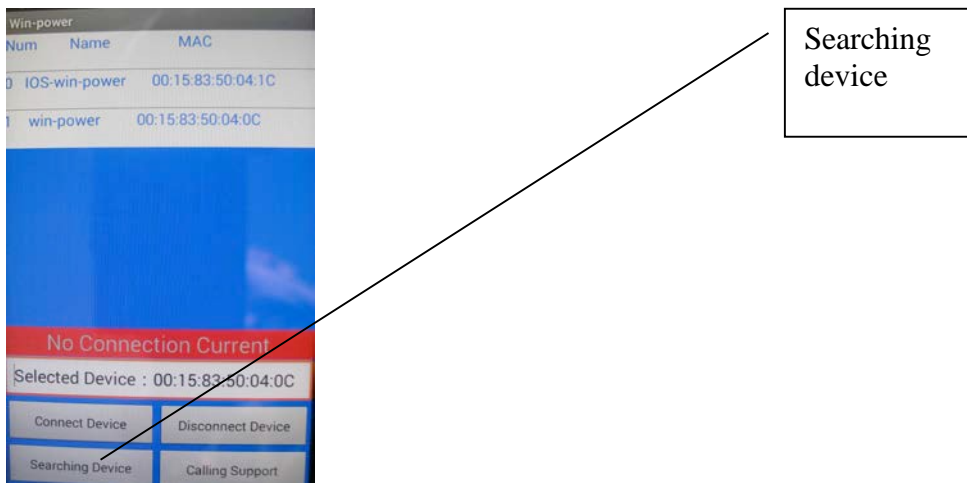 Win-power
Num Name MAC
0 IOS-win-power 00:15:83:50:04:1C
1 win-power 00:15:83:50:04:0C
No Connection Current
Selected Device : 00:15:83:50:04:0C
Connect Device Disconnect Device
Searching Device Calling Support
Searching
device